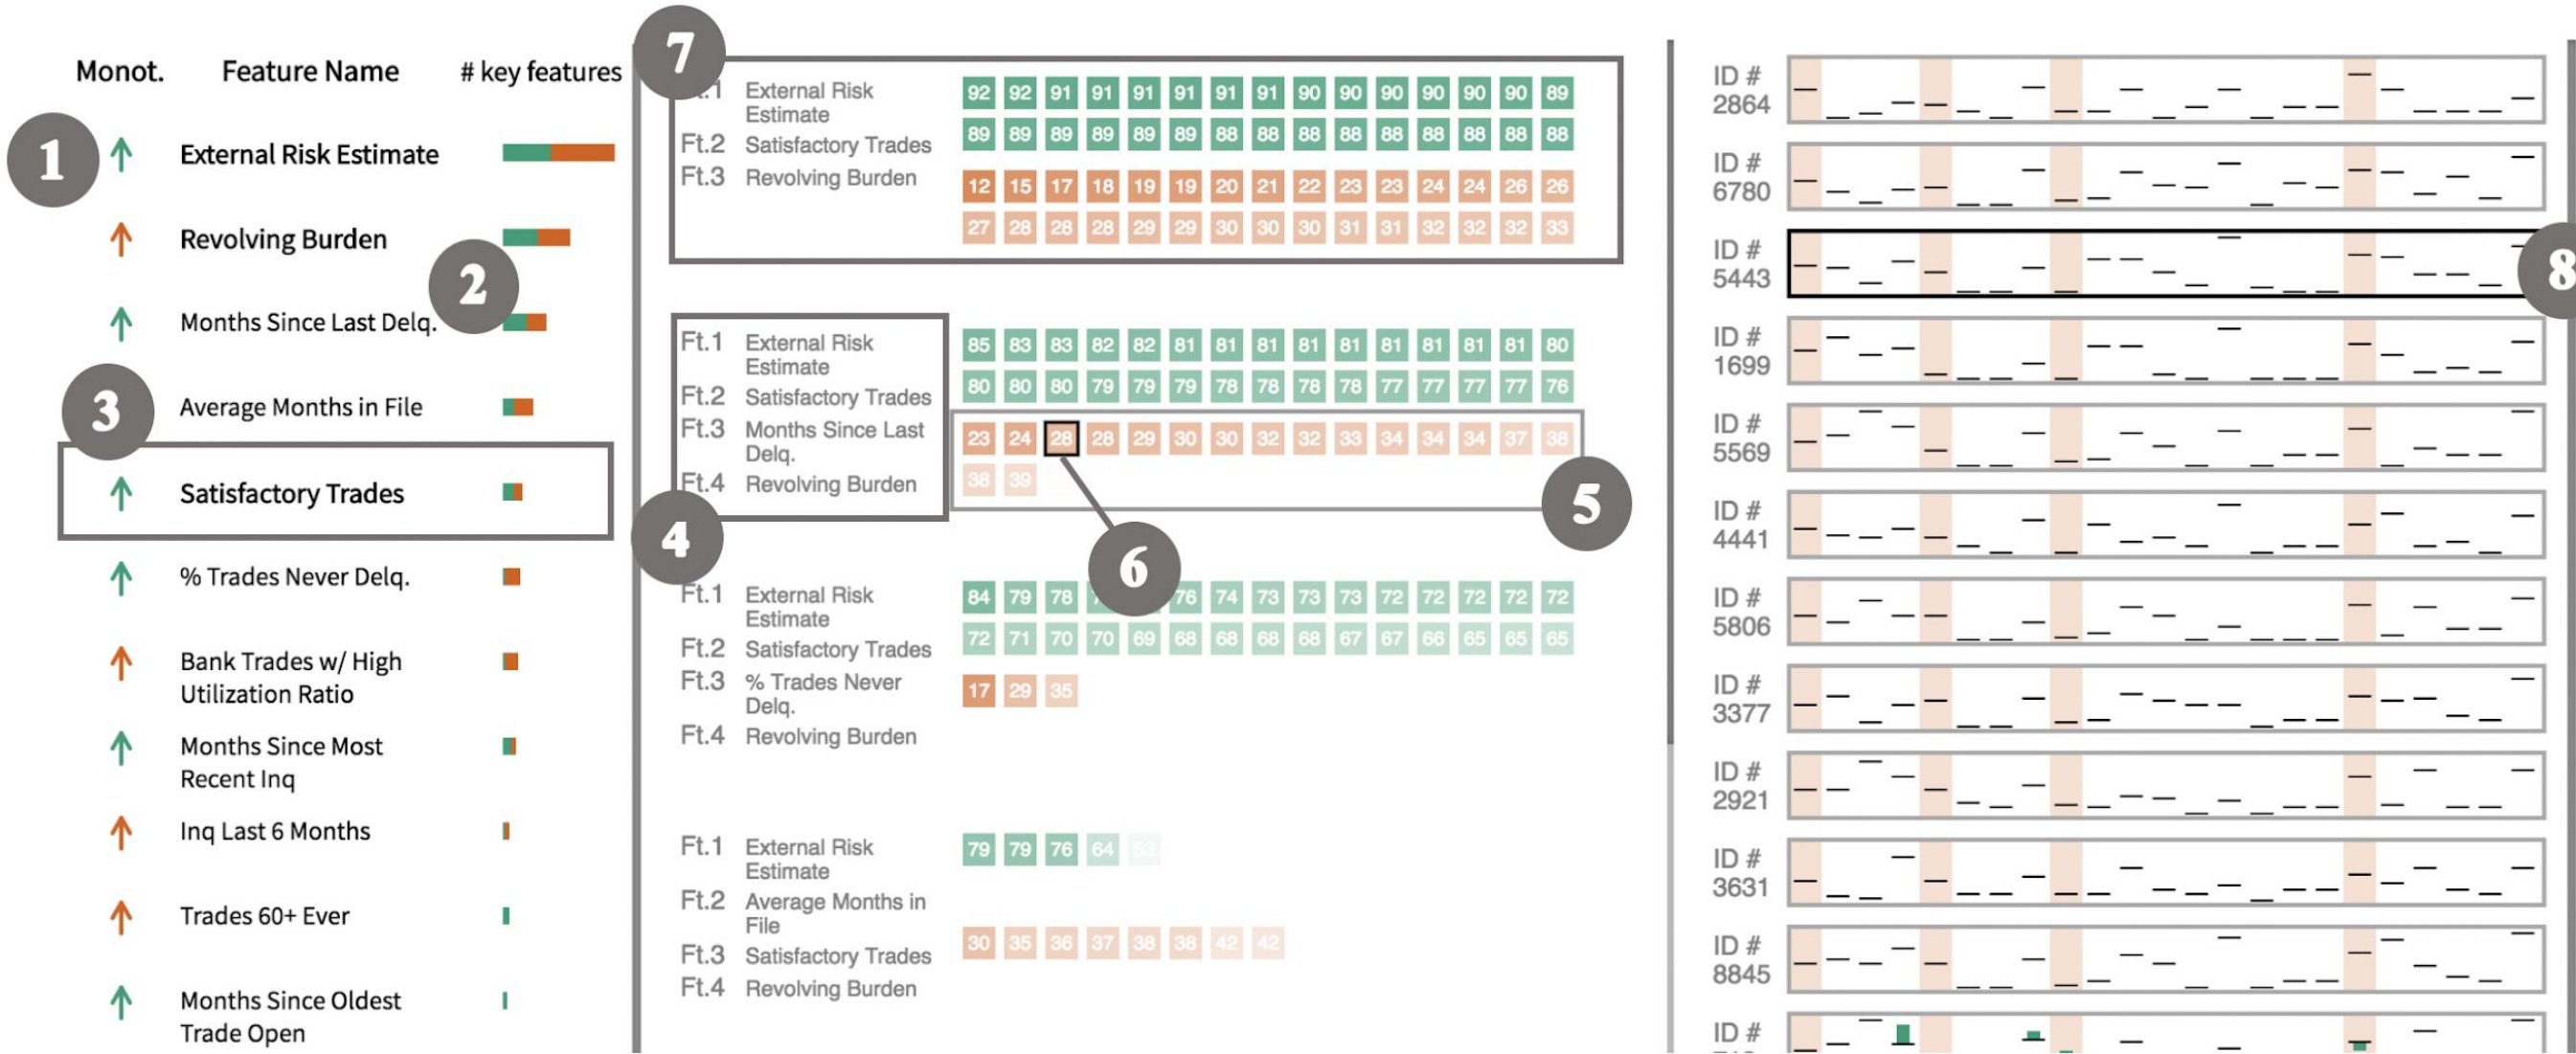 Monot. Feature Name # key features
1 External Risk Estimate
Revolving Burden
2
Months Since Last Delq.
3 Average Months in File
Satisfactory Trades
% Trades Never Delq.
Bank Trades w/ High
Utilization Ratio
Months Since Most
Recent Inq
Inq Last 6 Months
Trades 60+ Ever
Months Since Oldest
Trade Open
7
.1 External Risk
Estimate
Ft.2 Satisfactory Trades
Ft.3 Revolving Burden
92 92 91 91 91 91 91 91 90 90 90 90 90 90 89
89 89 89 89 89 89 88 88 88 88 88 88 88 88 88
12 15 17 18 19 19 20 21 22 23 23 24 24 26 26
27 28 28 28 29 29 30 30 30 31 31 32 32 32 33
Ft.1 External Risk
Estimate
Ft.2 Satisfactory Trades
Ft.3 Months Since Last
Delq.
Ft.4 Revolving Burden
85 83 83 82 82 81 81 81 81 81 81 81 81 81 80
80 80 80 79 79 79 78 78 78 78 77 77 77 77 76
23 24 28 28 29 30 30 32 32 33 34 34 34 37 38
38 39
4
5
6
Ft.1 External Risk
Estimate
Ft.2 Satisfactory Trades
Ft.3 % Trades Never
Delq.
Ft.4 Revolving Burden
84 79 78 76 74 73 73 73 72 72 72 72 72
72 71 70 70 69 68 68 68 68 67 67 66 65 65 65
17 29 35
Ft.1 External Risk
Estimate
Ft.2 Average Months in
File
Ft.3 Satisfactory Trades
Ft.4 Revolving Burden
79 79 76 64
30 35 36 37 38 38 42 42
ID #
2864
ID #
6780
ID #
5443
8
ID #
1699
ID #
5569
ID #
4441
ID #
5806
ID #
3377
ID #
2921
ID #
3631
ID #
8845
ID #